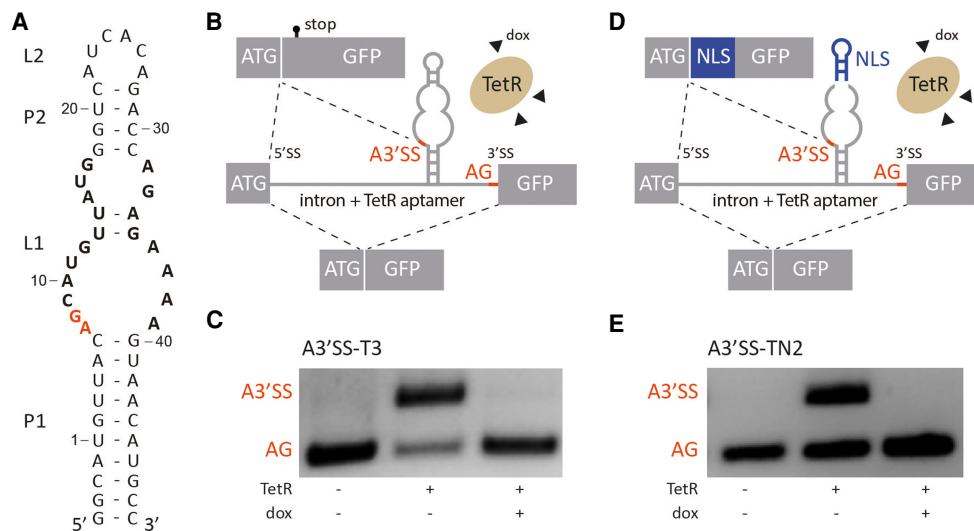 A
L2
P2
L1
P1
U C A C
A A
C - G
U - A
20
G - C
G - C
30
G A
U G
A A
U - G
U
G A
U A
A A
10
C A
G
A
C - G
40
A - U
U - A
U - A
G - C
1
U - A
A - U
C - G
G - C
G - C
5' 3'
B
stop
ATG GFP
dox
TetR
A3'SS
5'SS
3'SS
AG
ATG
GFP
intron + TetR aptamer
ATG GFP
C
A3'SS-T3
A3'SS
AG
TetR - + +
dox - - +
D
ATG NLS GFP
NLS
dox
TetR
A3'SS
5'SS
3'SS
AG
ATG
GFP
intron + TetR aptamer
ATG GFP
E
A3'SS-TN2
A3'SS
AG
TetR - + +
dox - - +